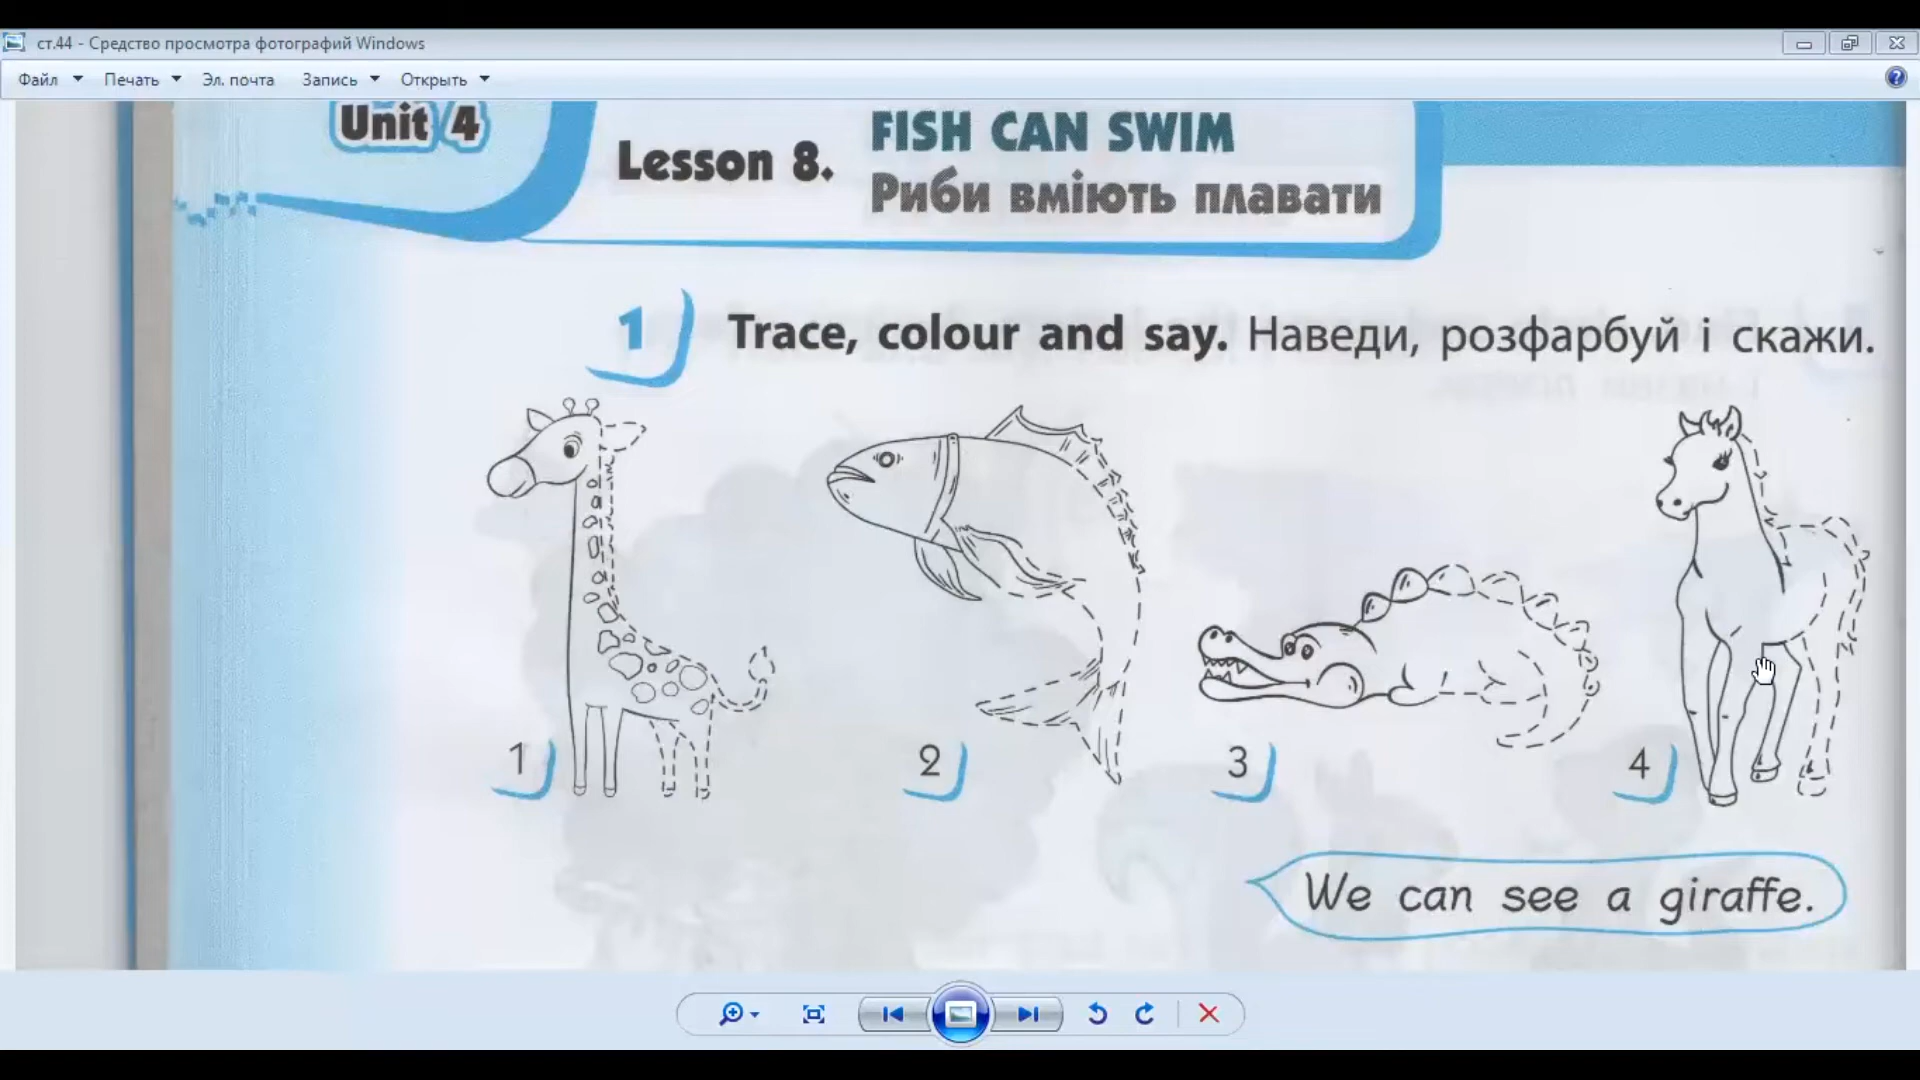 ст.44 - Средство просмотра фотографий Windows
Файл Печать Эл. почта Запись Открыть
Unit 4
Lesson 8.
FISH CAN SWIM
Риби вміють плавати
1 Trace, colour and say. Наведи, розфарбуй і скажи.
1 2 3 4
We can see a giraffe.